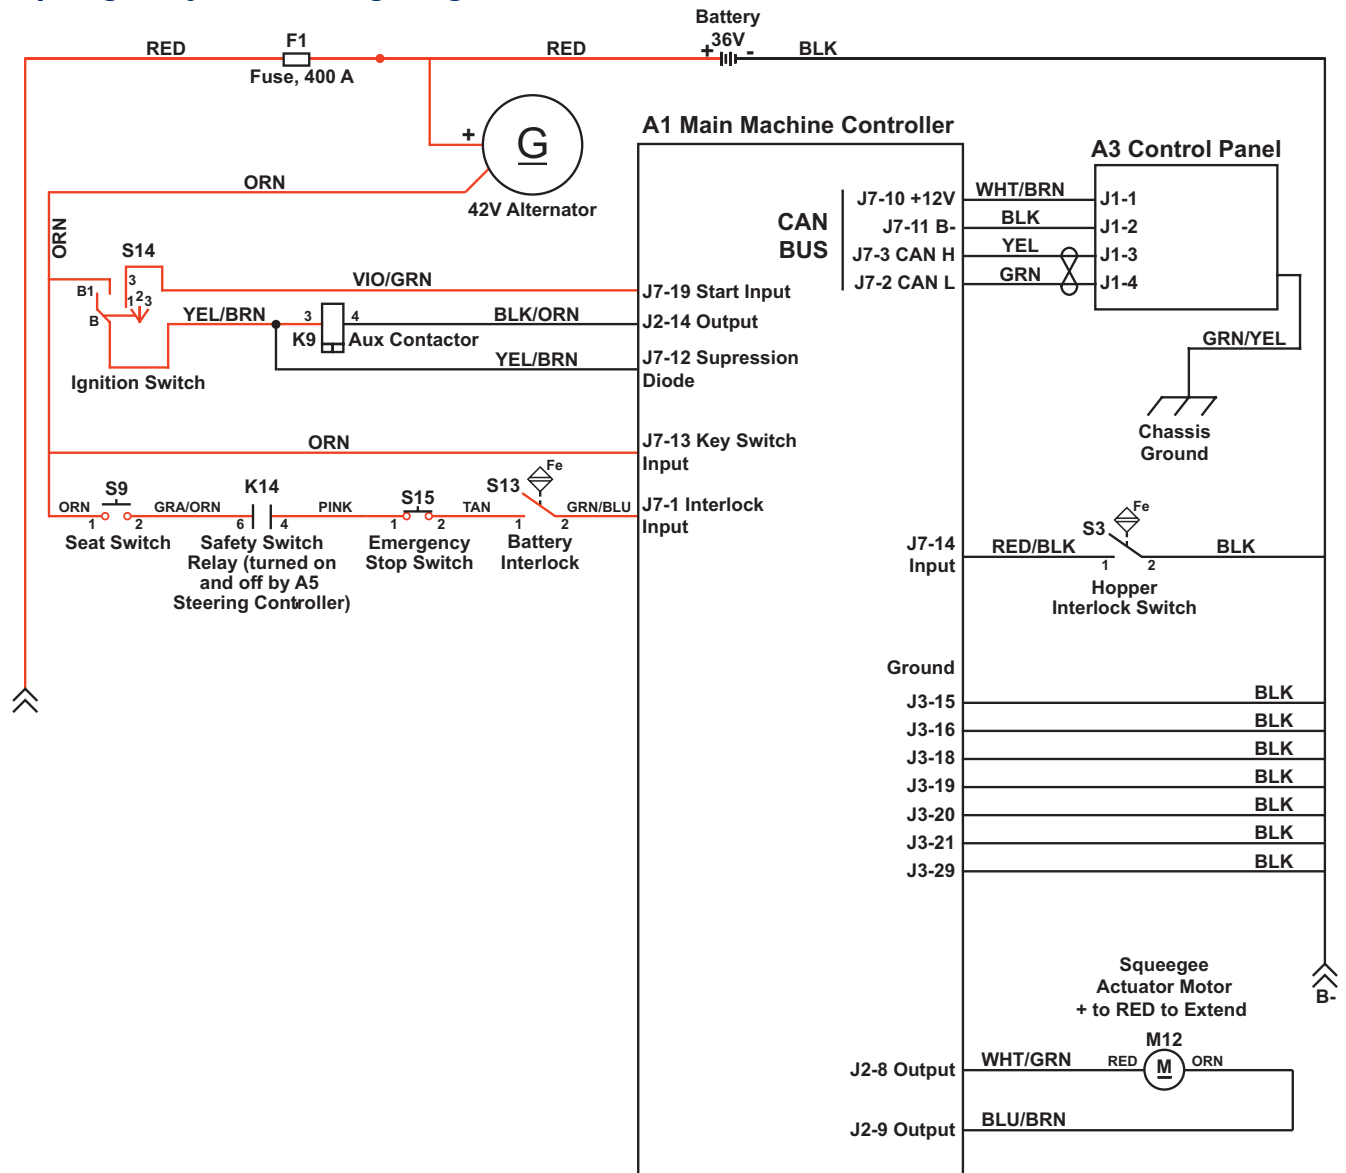 Battery
36V
+
-
RED
F1
RED
BLK
Fuse, 400 A
+
G
42V Alternator
ORN
ORN
A1 Main Machine Controller
A3 Control Panel
CAN
BUS
J7-10 +12V
WHT/BRN
J1-1
J7-11 B-
BLK
J1-2
J7-3 CAN H
YEL
J1-3
J7-2 CAN L
GRN
J1-4
S14
B1
B
3
1 2 3
Ignition Switch
VIO/GRN
J7-19 Start Input
YEL/BRN
3
4
K9
Aux Contactor
BLK/ORN
J2-14 Output
YEL/BRN
J7-12 Supression
Diode
GRN/YEL
Chassis
Ground
ORN
J7-13 Key Switch
Input
ORN
S9
1
2
Seat Switch
GRA/ORN
K14
6
4
Safety Switch
Relay (turned on
and off by A5
Steering Controller)
PINK
S15
1
2
Emergency
Stop Switch
TAN
S13
Fe
1
2
Battery
Interlock
GRN/BLU
J7-1 Interlock
Input
J7-14
Input
RED/BLK
S3
Fe
1
2
BLK
Hopper
Interlock Switch
Ground
J3-15
BLK
J3-16
BLK
J3-18
BLK
J3-19
BLK
J3-20
BLK
J3-21
BLK
J3-29
BLK
B-
Squeegee
Actuator Motor
+ to RED to Extend
M12
J2-8 Output
WHT/GRN
RED
M
ORN
J2-9 Output
BLU/BRN